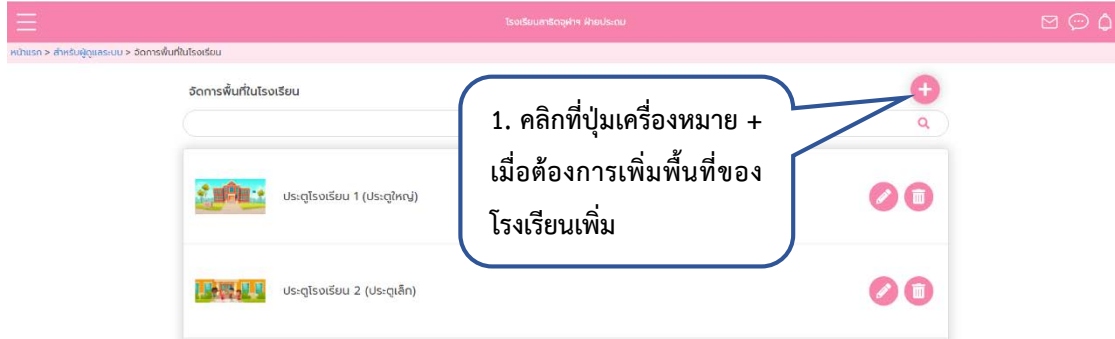 โรงเรียนสาธิตจุฬาฯ ฝ่ายประถม
หน้าแรก > สำหรับผู้ดูแลระบบ > จัดการพื้นที่ในโรงเรียน
จัดการพื้นที่ในโรงเรียน
1. คลิกที่ปุ่มเครื่องหมาย +
เมื่อต้องการเพิ่มพื้นที่ของ
โรงเรียนเพิ่ม
ประตูโรงเรียน 1 (ประตูใหญ่)
ประตูโรงเรียน 2 (ประตูเล็ก)